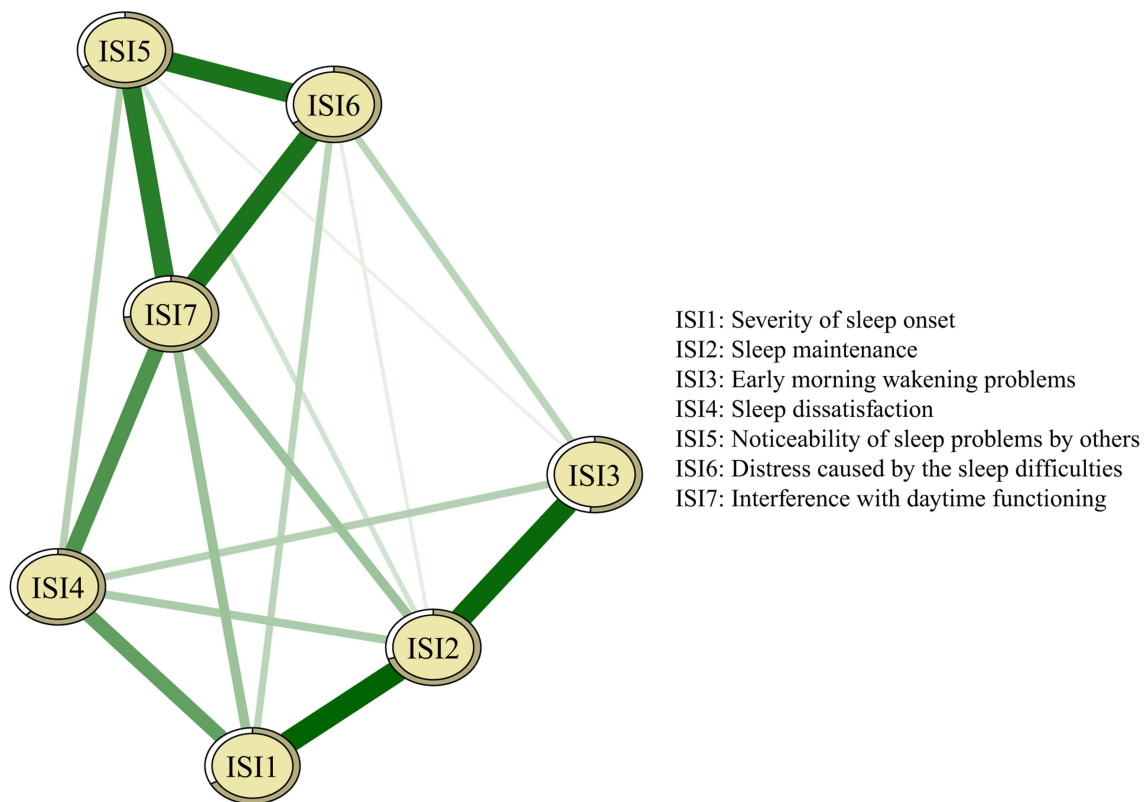 ISI5
ISI6
ISI7
ISI3
ISI4
ISI2
ISI1
ISI1: Severity of sleep onset
ISI2: Sleep maintenance
ISI3: Early morning wakening problems
ISI4: Sleep dissatisfaction
ISI5: Noticeability of sleep problems by others
ISI6: Distress caused by the sleep difficulties
ISI7: Interference with daytime functioning